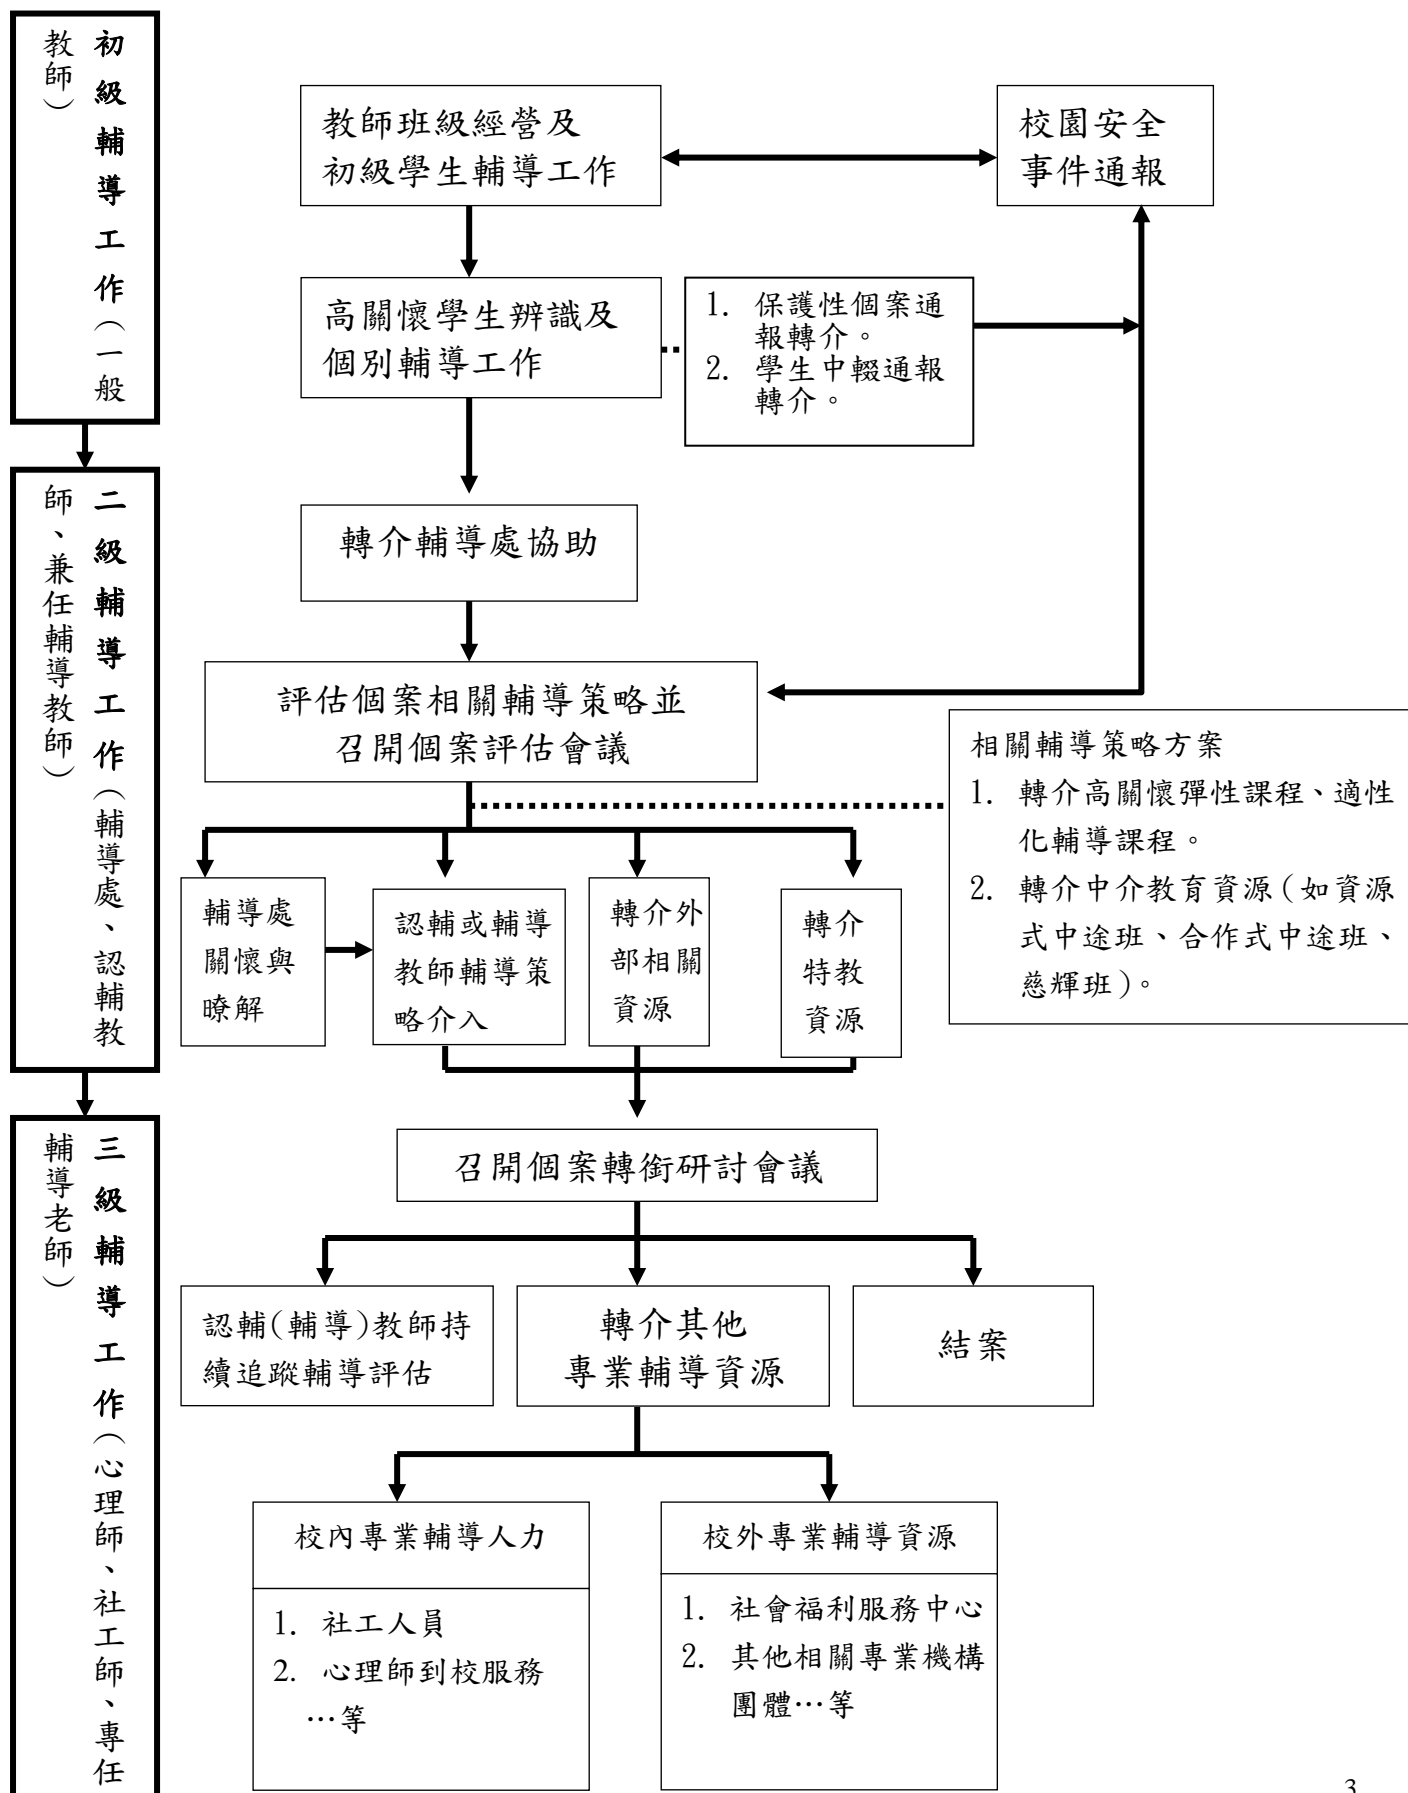 初級輔導工作（一般
教師）
教師班級經營及
初級學生輔導工作
校園安全
事件通報
高關懷學生辨識及
個別輔導工作
1. 保護性個案通
報轉介。
2. 學生中輟通報
轉介。
二級輔導工作（輔導處、認輔教
師、兼任輔導教師）
轉介輔導處協助
評估個案相關輔導策略並
召開個案評估會議
相關輔導策略方案
1. 轉介高關懷彈性課程、適性
化輔導課程。
2. 轉介中介教育資源(如資源
式中途班、合作式中途班、
慈輝班)。
輔導處
關懷與
瞭解
認輔或輔導
教師輔導策
略介入
轉介外
部相關
資源
轉介
特教
資源
三級輔導工作（心理師、社工師、專任
輔導老師）
召開個案轉銜研討會議
認輔(輔導)教師持
續追蹤輔導評估
轉介其他
專業輔導資源
結案
校內專業輔導人力
1. 社工人員
2. 心理師到校服務
…等
校外專業輔導資源
1. 社會福利服務中心
2. 其他相關專業機構
團體…等
3